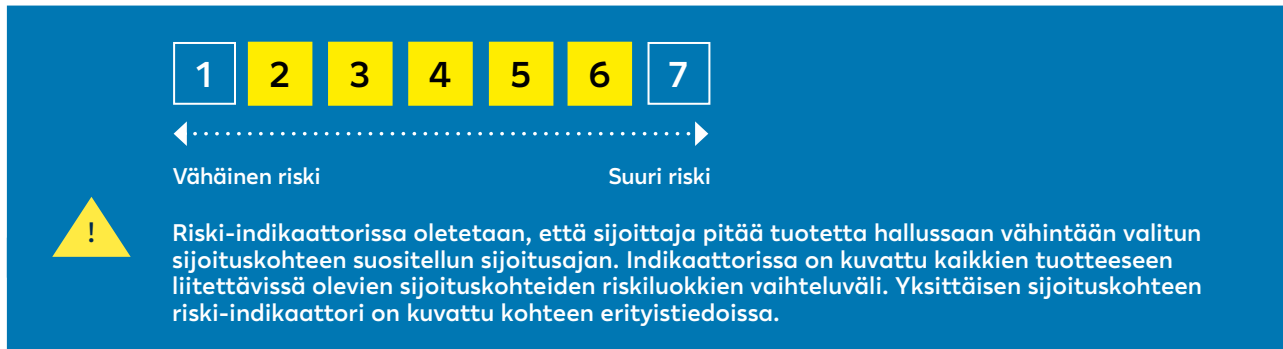 1 2 3 4 5 6 7
Vähäinen riski Suuri riski
!
Riski-indikaattorissa oletetaan, että sijoittaja pitää tuotetta hallussaan vähintään valitun
sijoituskohteen suositellun sijoitusajan. Indikaattorissa on kuvattu kaikkien tuotteeseen
liitettävissä olevien sijoituskohteiden riskiluokkien vaihteluväli. Yksittäisen sijoituskohteen
riski-indikaattori on kuvattu kohteen erityistiedoissa.